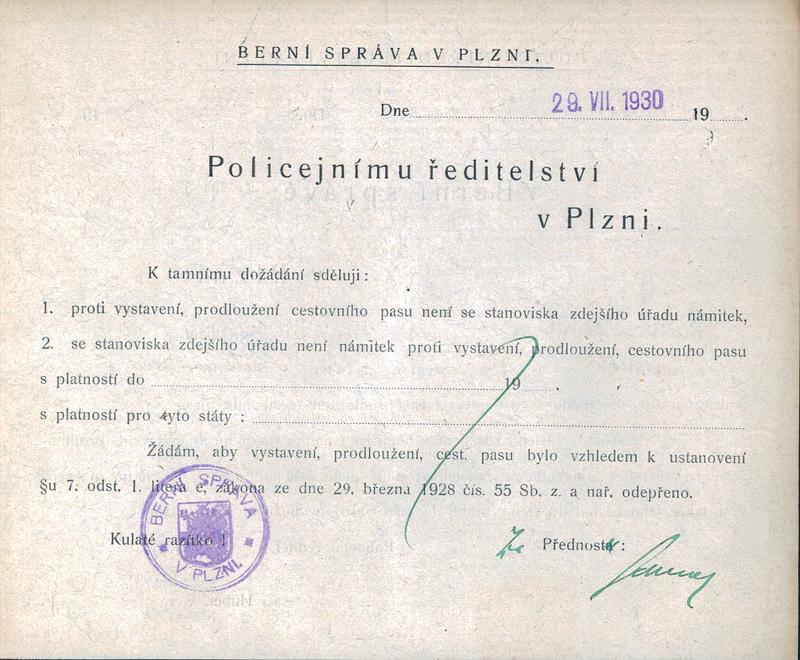 BERNÍ SPRÁVA V PLZNI.
Dne 29. VII. 1930 19 .
Policejnímu ředitelství
v Plzni.
K tamnímu dožádání sděluji:
1. proti vystavení, prodloužení cestovního pasu není se stanoviska zdejšího úřadu námitek,
2. se stanoviska zdejšího úřadu není námitek proti vystavení, prodloužení, cestovního pasu
s platností do 19 .
s platností pro tyto státy :
Žádám, aby vystavení, prodloužení, cest. pasu bylo vzhledem k ustanovení
§u 7. odst. 1. litera e, zákona ze dne 29. března 1928 čís. 55 Sb. z. a nař. odepřeno.
BERNÍ SPRÁVA
V PLZNI.
Kulaté razítko !
Za Přednosta :